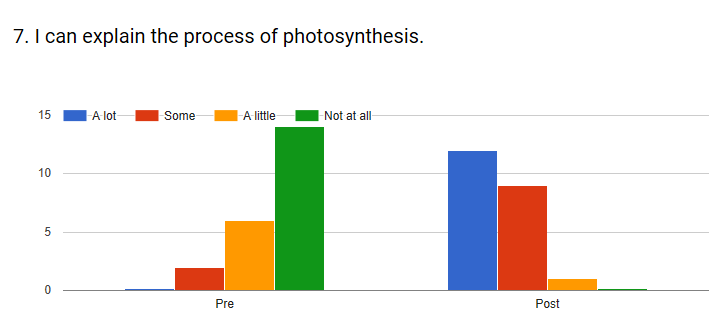 7. I can explain the process of photosynthesis.
15
A lot Some A little Not at all
10
5
0
Pre Post